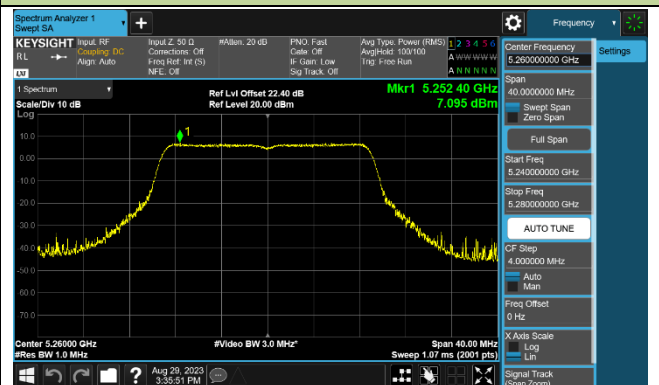 Spectrum Analyzer 1
Swept SA
+
Frequency
KEYSIGHT
RL
LXI
Input: RF
Coupling: DC
Align: Auto
Input Z: 50 Ω
Corrections: Off
Freq Ref: Int (S)
NFE: Off
#Atten: 20 dB
PNO: Fast
Gate: Off
IF Gain: Low
Sig Track: Off
Avg Type: Power (RMS)
Avg|Hold: 100/100
Trig: Free Run
1 2 3 4 5 6
A W W W W W
A N N N N N
1 Spectrum
Scale/Div 10 dB
Log
Ref Lvl Offset 22.40 dB
Ref Level 20.00 dBm
Mkr1 5.252 40 GHz
7.095 dBm
1
10.0
0.00
-10.0
-20.0
-30.0
-40.0
-50.0
-60.0
-70.0
Center 5.26000 GHz
#Res BW 1.0 MHz
#Video BW 3.0 MHz*
Span 40.00 MHz
Sweep 1.07 ms (2001 pts)
Aug 29, 2023
3:35:51 PM
Center Frequency
5.260000000 GHz
Span
40.0000000 MHz
Swept Span
Zero Span
Full Span
Start Freq
5.240000000 GHz
Stop Freq
5.280000000 GHz
AUTO TUNE
CF Step
4.000000 MHz
Auto
Man
Freq Offset
0 Hz
X Axis Scale
Log
Lin
Signal Track
(Span Zoom)
Settings